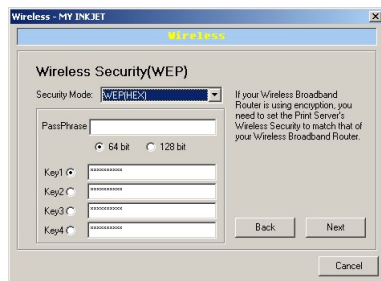 Wireless - MY INKJET
Wireless
Wireless Security(WEP)
Security Mode: WEP(HEX)
If your Wireless Broadband
Router is using encryption, you
need to set the Print Server's
Wireless Security to match that of
your Wireless Broadband Router.
PassPhrase
64 bit 128 bit
Key1 **********
Key2 **********
Key3 **********
Key4 **********
Back Next
Cancel